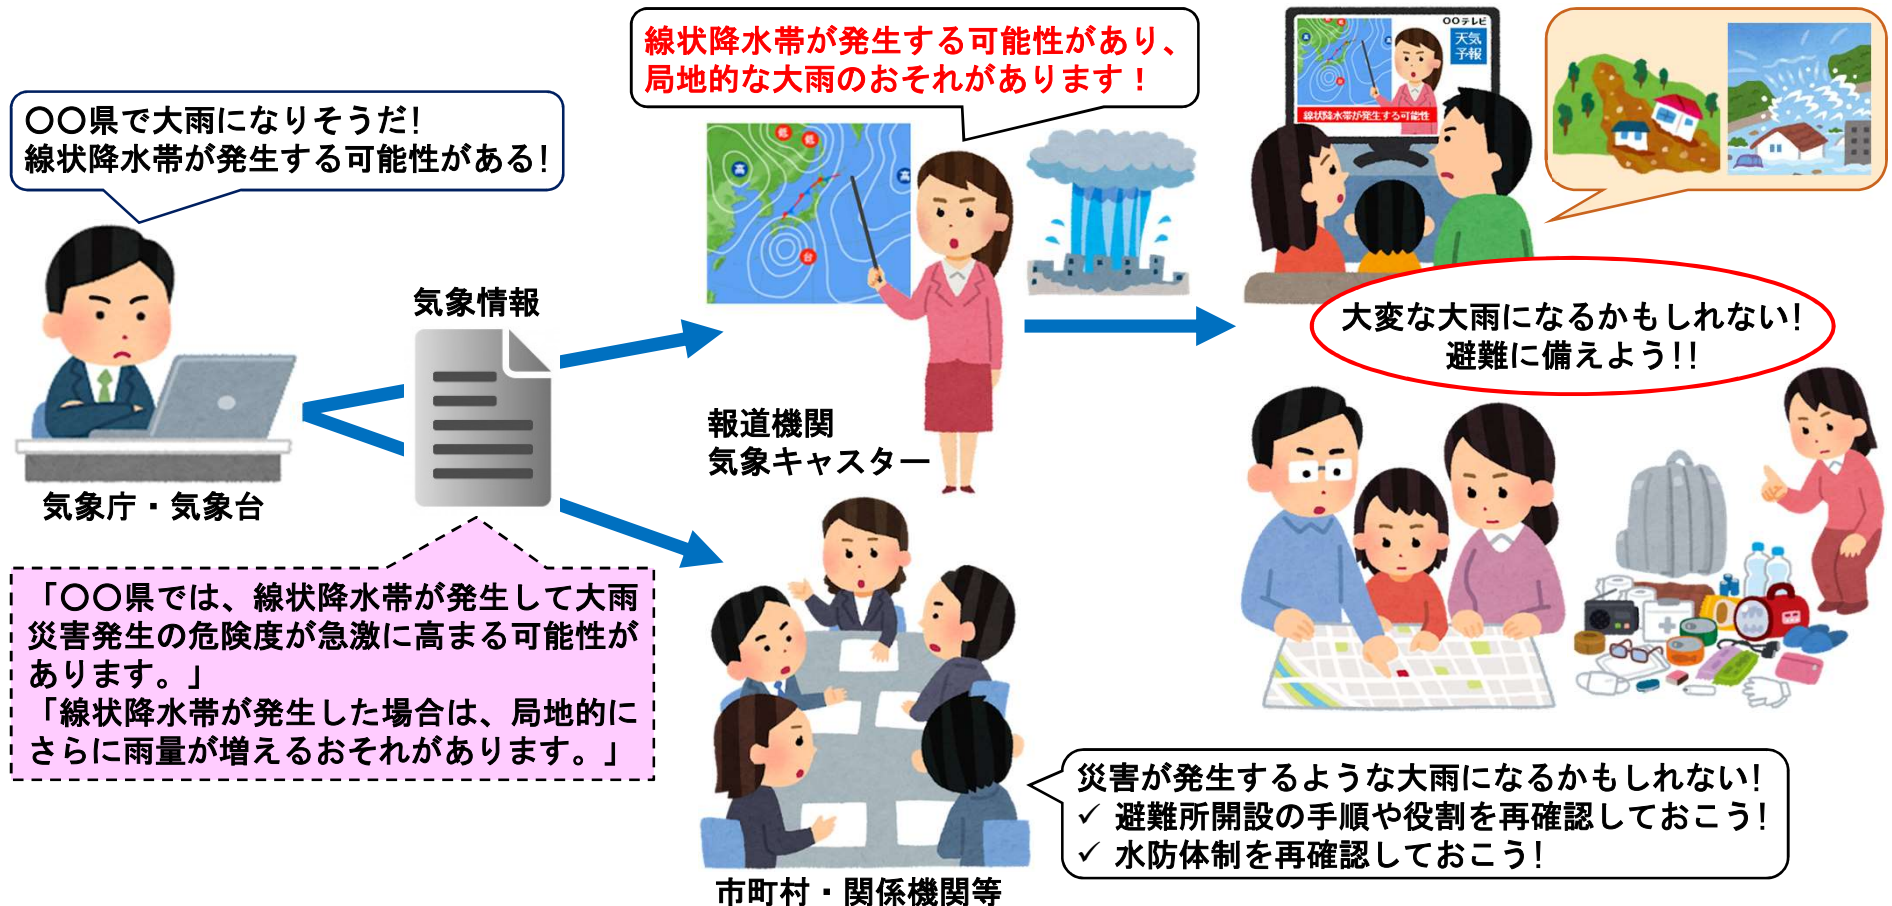 〇〇県で大雨になりそうだ!
線状降水帯が発生する可能性がある!
気象庁・気象台
気象情報
「〇〇県では、線状降水帯が発生して大雨
災害発生の危険度が急激に高まる可能性が
あります。」
「線状降水帯が発生した場合は、局地的に
さらに雨量が増えるおそれがあります。」
線状降水帯が発生する可能性があり、
局地的な大雨のおそれがあります！
高
低
低
高
台
報道機関
気象キャスター
〇〇テレビ
天気
予報
線状降水帯が発生する可能性
大変な大雨になるかもしれない!
避難に備えよう!!
市町村・関係機関等
災害が発生するような大雨になるかもしれない!
✓ 避難所開設の手順や役割を再確認しておこう!
✓ 水防体制を再確認しておこう!